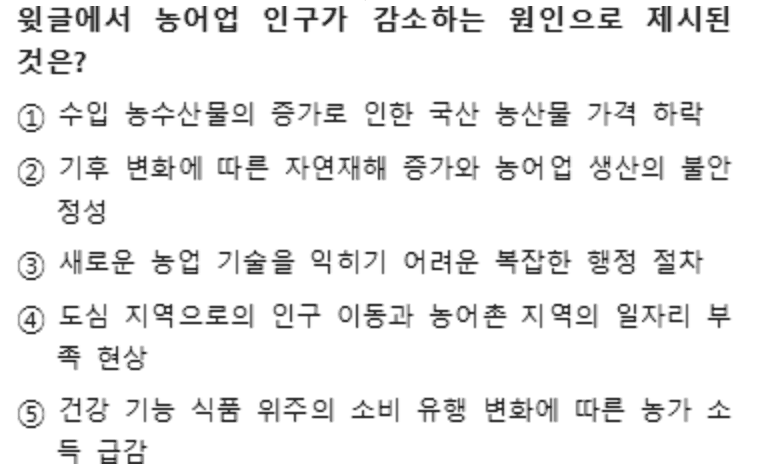 윗글에서 농어업 인구가 감소하는 원인으로 제시된
것은?
① 수입 농수산물의 증가로 인한 국산 농산물 가격 하락
② 기후 변화에 따른 자연재해 증가와 농어업 생산의 불안
정성
③ 새로운 농업 기술을 익히기 어려운 복잡한 행정 절차
④ 도심 지역으로의 인구 이동과 농어촌 지역의 일자리 부
족 현상
⑤ 건강 기능 식품 위주의 소비 유행 변화에 따른 농가 소
득 급감